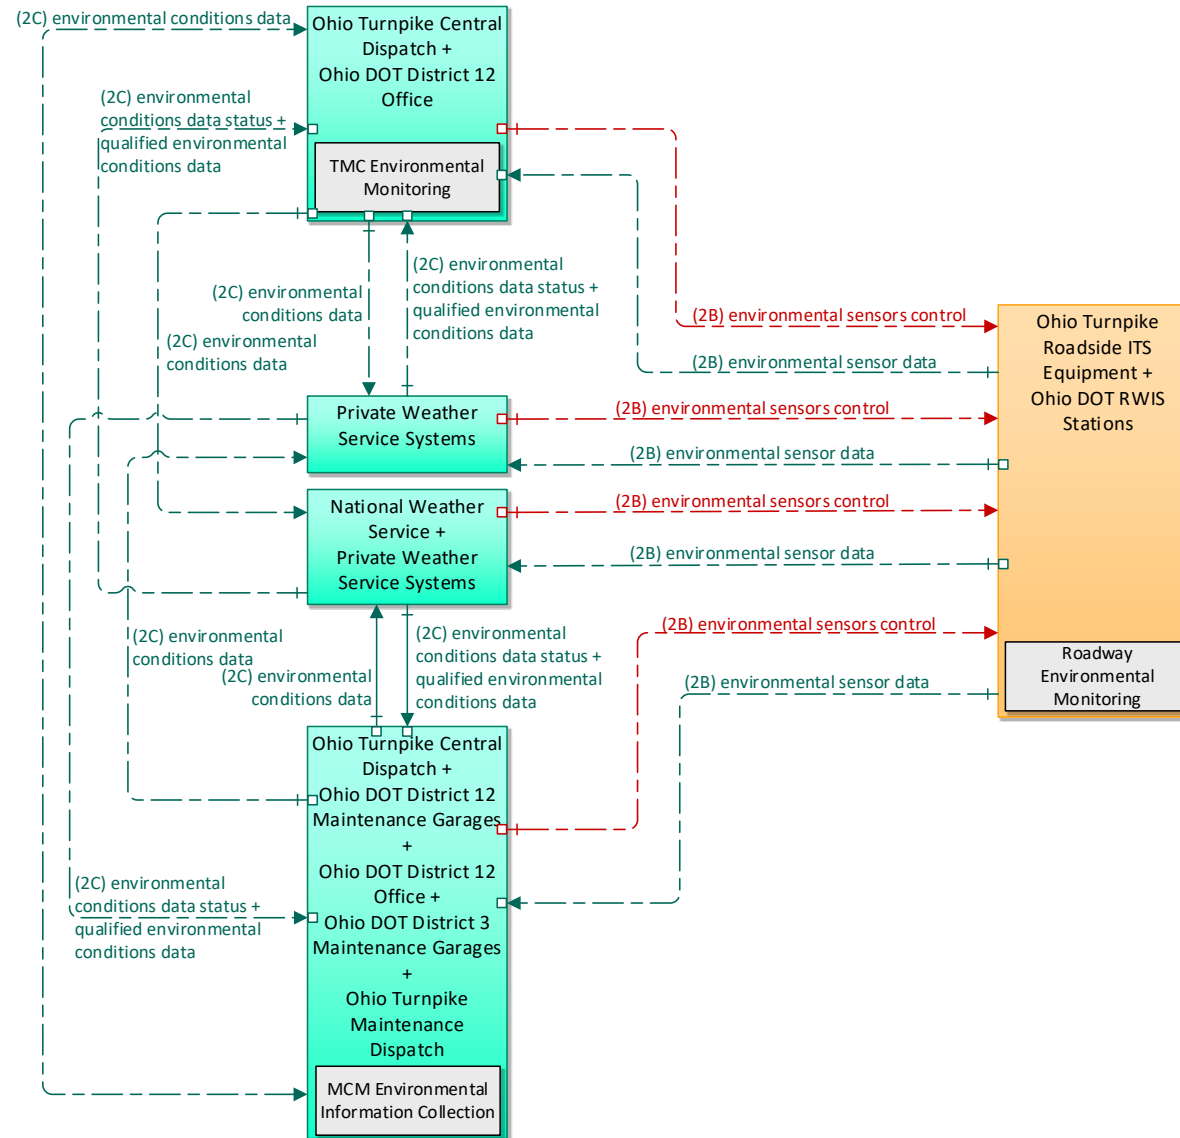 (2C) environmental conditions data
Ohio Turnpike Central
Dispatch +
Ohio DOT District 12
Office
(2C) environmental
conditions data status +
qualified environmental
conditions data
TMC Environmental
Monitoring
(2C) environmental
conditions data
(2C) environmental
conditions data status +
qualified environmental
conditions data
(2C) environmental
conditions data
(2B) environmental sensors control
(2B) environmental sensor data
Ohio Turnpike
Roadside ITS
Equipment +
Ohio DOT RWIS
Stations
Private Weather
Service Systems
(2B) environmental sensors control
(2B) environmental sensor data
National Weather
Service +
Private Weather
Service Systems
(2B) environmental sensors control
(2B) environmental sensor data
(2C) environmental
conditions data
(2C) environmental
conditions data
(2C) environmental
conditions data status +
qualified environmental
conditions data
(2B) environmental sensors control
(2B) environmental sensor data
Roadway
Environmental
Monitoring
Ohio Turnpike Central
Dispatch +
Ohio DOT District 12
Maintenance Garages
+
Ohio DOT District 12
Office +
Ohio DOT District 3
Maintenance Garages
+
Ohio Turnpike
Maintenance
Dispatch
(2C) environmental
conditions data status +
qualified environmental
conditions data
MCM Environmental
Information Collection